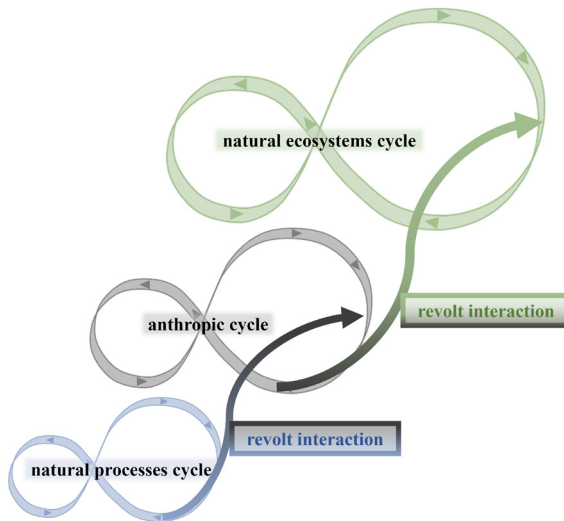 natural ecosystems cycle
revolt interaction
anthropic cycle
revolt interaction
natural processes cycle